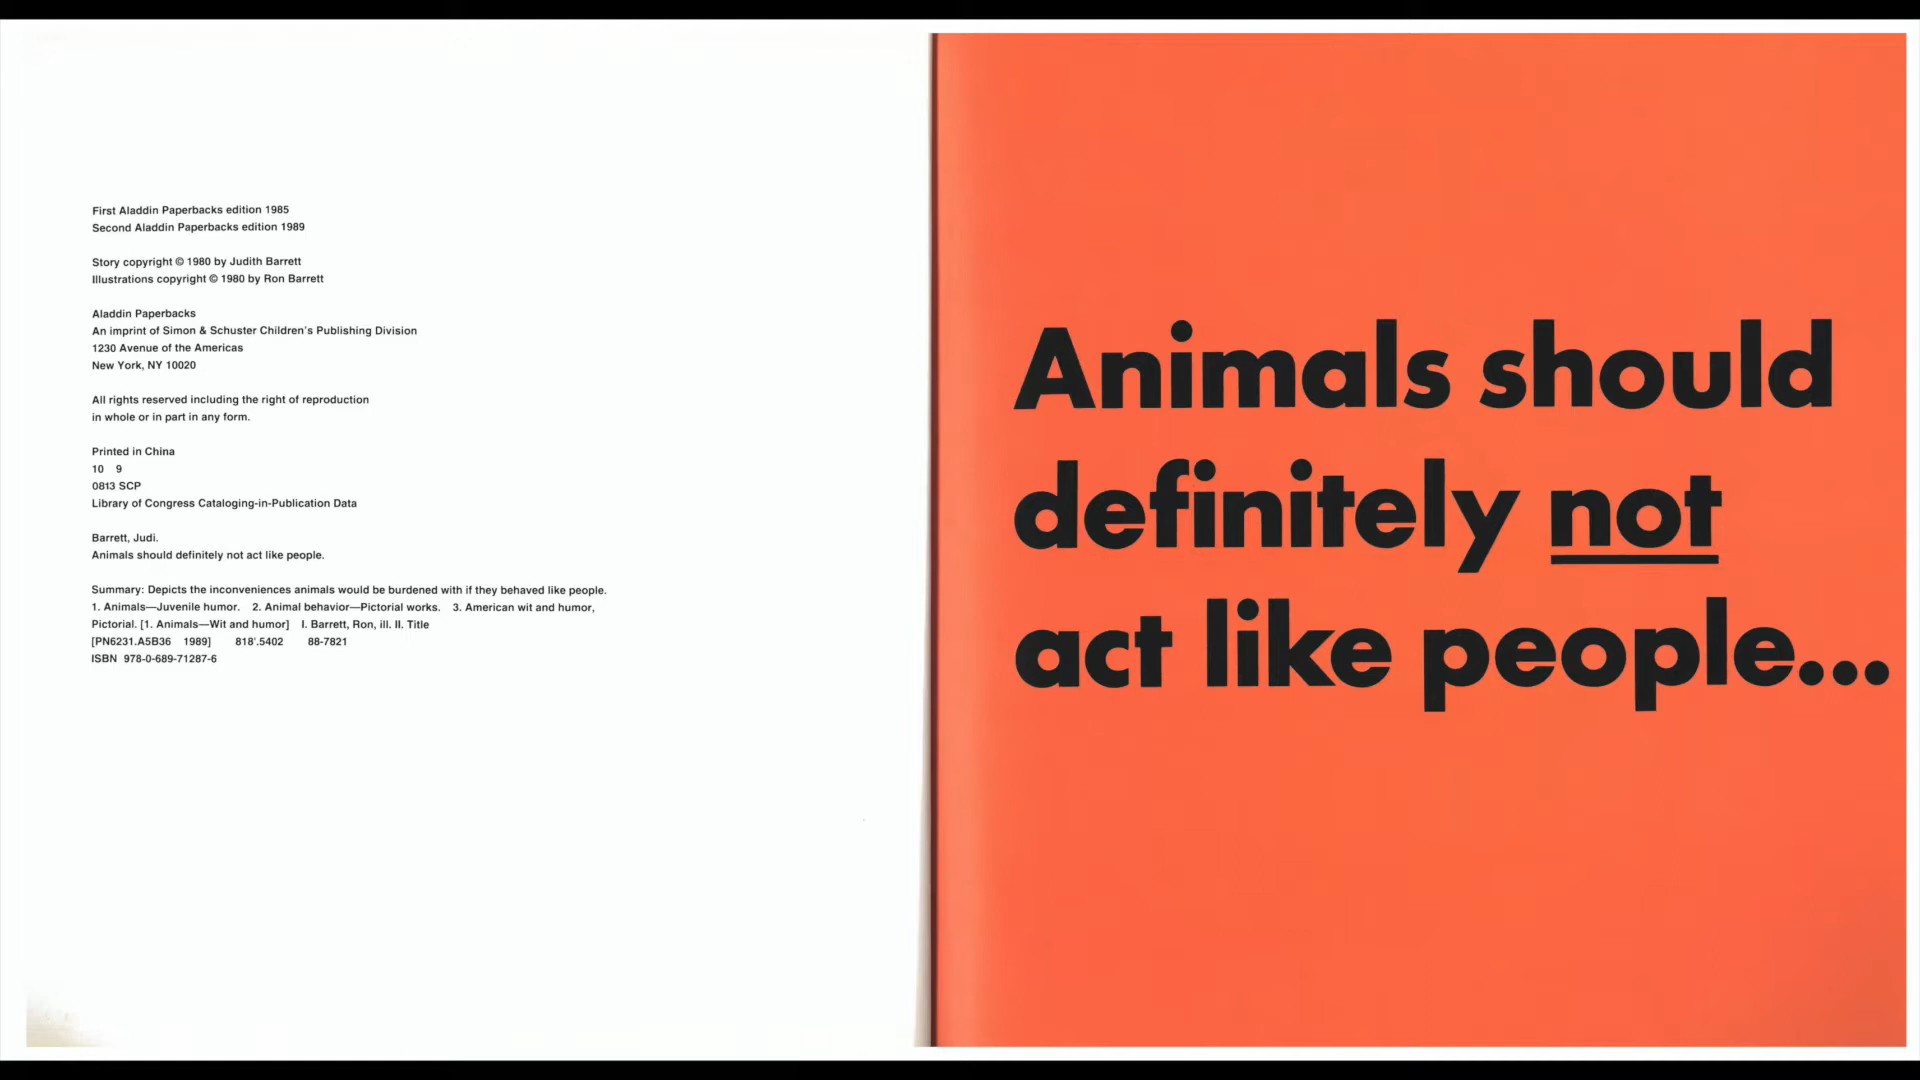 First Aladdin Paperbacks edition 1985
Second Aladdin Paperbacks edition 1989
Story copyright © 1980 by Judith Barrett
Illustrations copyright © 1980 by Ron Barrett
Aladdin Paperbacks
An imprint of Simon & Schuster Children's Publishing Division
1230 Avenue of the Americas
New York, NY 10020
All rights reserved including the right of reproduction
in whole or in part in any form.
Printed in China
10 9
0813 SCP
Library of Congress Cataloging-in-Publication Data
Barrett, Judi.
Animals should definitely not act like people.
Summary: Depicts the inconveniences animals would be burdened with if they behaved like people.
1. Animals—Juvenile humor. 2. Animal behavior—Pictorial works. 3. American wit and humor,
Pictorial. [1. Animals—Wit and humor] I. Barrett, Ron, ill. II. Title
[PN6231.A5B36 1989] 818'.5402 88-7821
ISBN 978-0-689-71287-6
Animals should
definitely not
act like people...